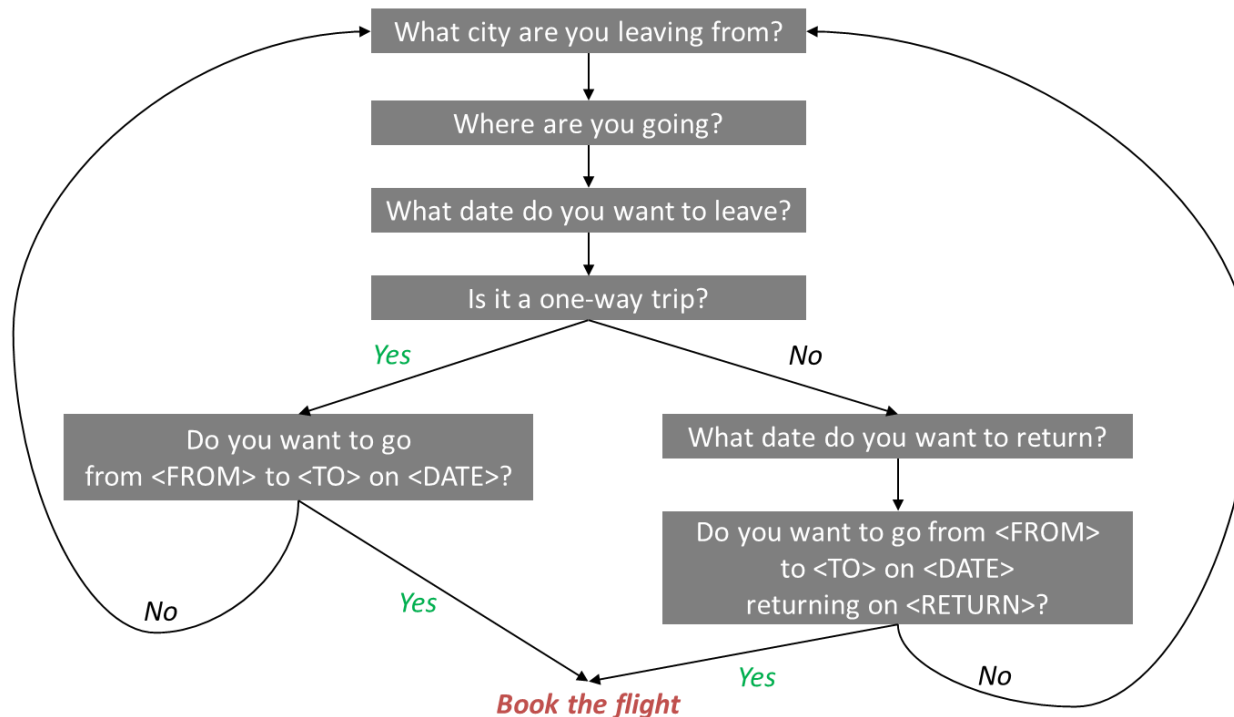 What city are you leaving from?
Where are you going?
What date do you want to leave?
Is it a one-way trip?
Yes
No
Do you want to go
from <FROM> to <TO> on <DATE>?
What date do you want to return?
Do you want to go from <FROM>
to <TO> on <DATE>
returning on <RETURN>?
No
Yes
Yes
No
Book the flight